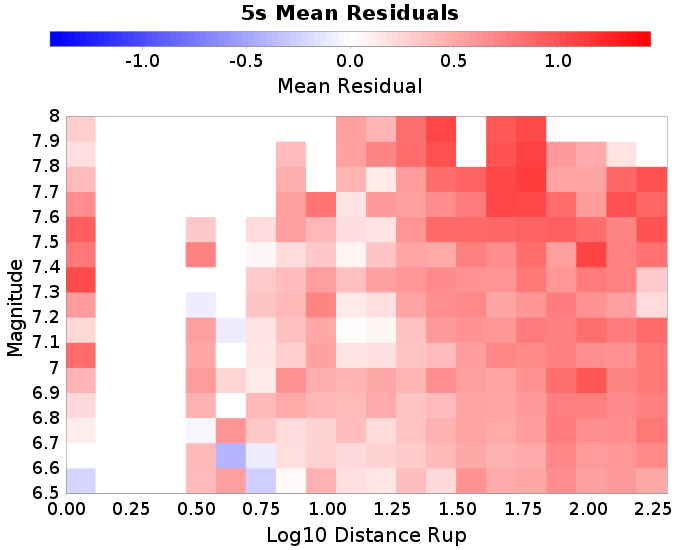 5s Mean Residuals
-1.0 -0.5 0.0 0.5 1.0
Mean Residual
8
7.9
7.8
7.7
7.6
7.5
7.4
7.3
7.2
7.1
7
6.9
6.8
6.7
6.6
6.5
Magnitude
0.00 0.25 0.50 0.75 1.00 1.25 1.50 1.75 2.00 2.25
Log10 Distance Rup